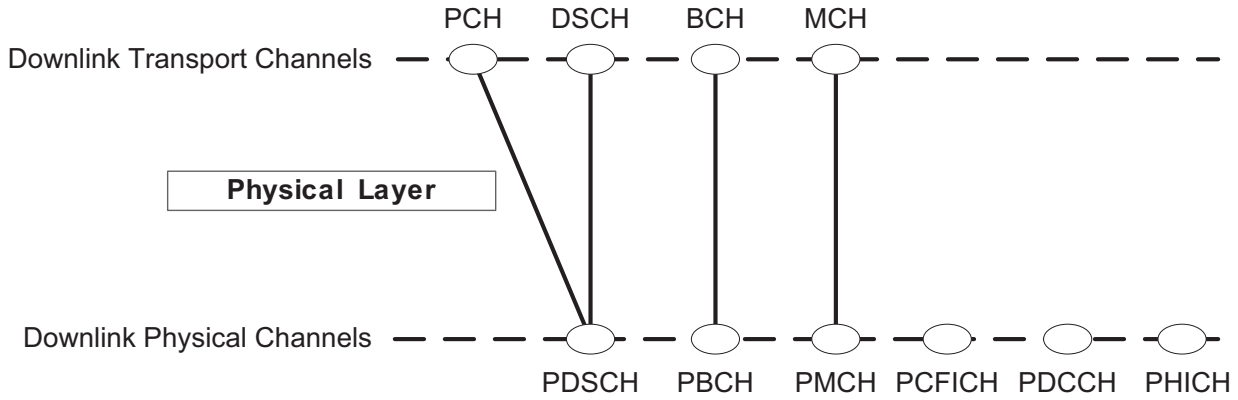 PCH DSCH BCH MCH
Downlink Transport Channels
Physical Layer
Downlink Physical Channels
PDSCH PBCH PMCH PCFICH PDCCH PHICH